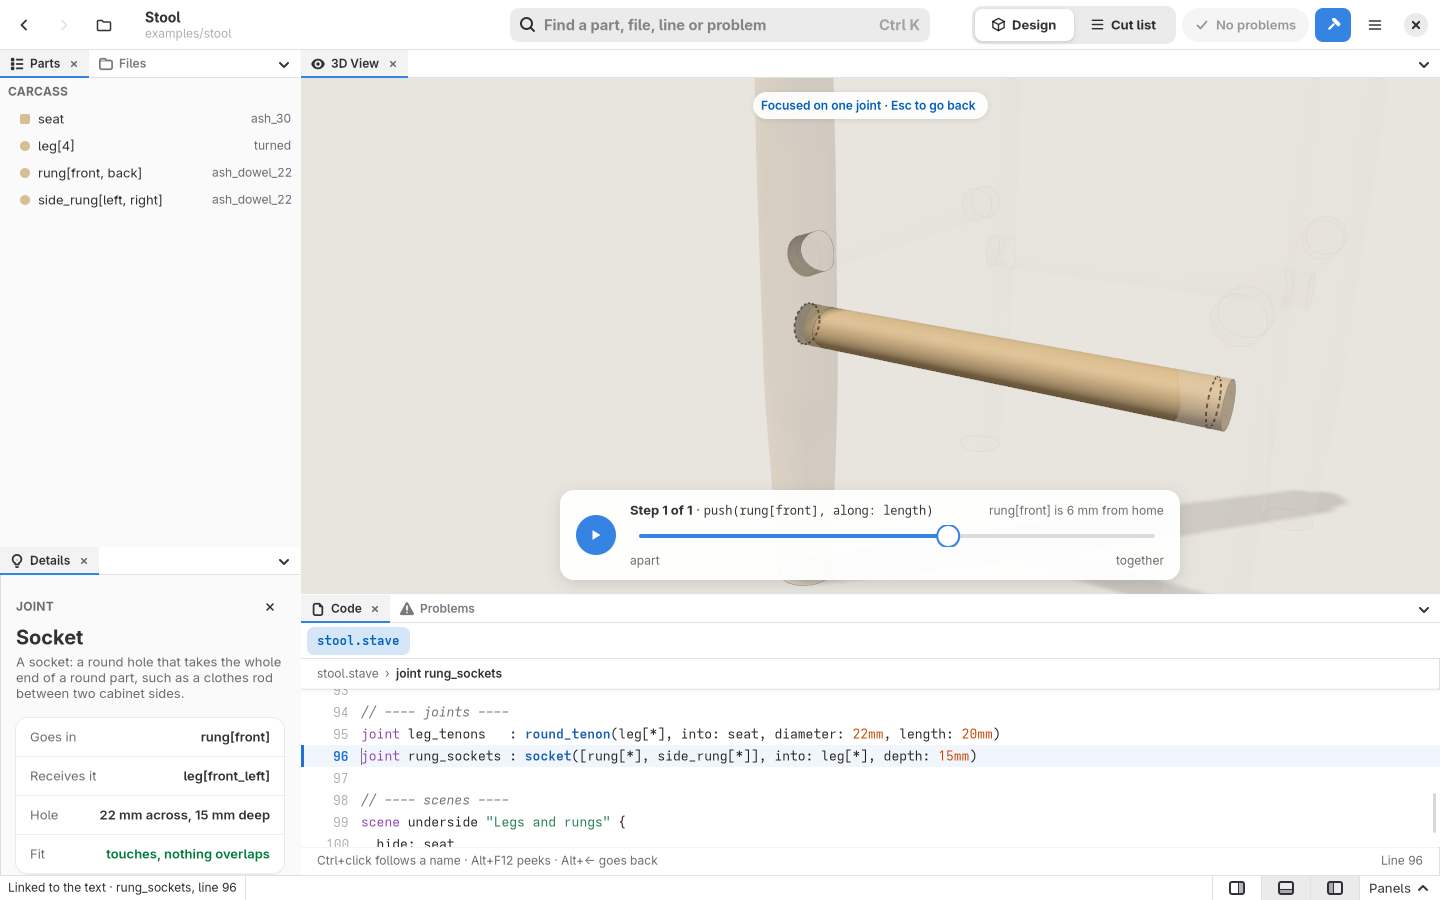 Stool
examples/stool
Find a part, file, line or problem
Ctrl K
Design
Cut list
No problems
Parts
Files
3D View
CARCASS
seat ash_30
leg[4] turned
rung[front, back] ash_dowel_22
side_rung[left, right] ash_dowel_22
Focused on one joint · Esc to go back
Step 1 of 1 · push(rung[front], along: length)
rung[front] is 6 mm from home
apart
together
Details
JOINT
Socket
A socket: a round hole that takes the whole
end of a round part, such as a clothes rod
between two cabinet sides.
Goes in rung[front]
Receives it leg[front_left]
Hole 22 mm across, 15 mm deep
Fit touches, nothing overlaps
Code
Problems
stool.stave
stool.stave › joint rung_sockets
93
94 // ---- joints ----
95 joint leg_tenons   : round_tenon(leg[*], into: seat, diameter: 22mm, length: 20mm)
96 joint rung_sockets : socket([rung[*], side_rung[*]], into: leg[*], depth: 15mm)
97
98 // ---- scenes ----
99 scene underside "Legs and rungs" {
100   hide: seat
Ctrl+click follows a name · Alt+F12 peeks · Alt+← goes back
Line 96
Linked to the text · rung_sockets, line 96
Panels